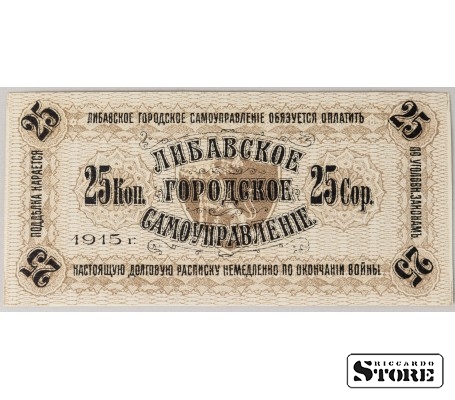 25
25
ЛИБАВСКОЕ ГОРОДСКОЕ САМОУПРАВЛЕНІЕ ОБЯЗУЕТСЯ ОПЛАТИТЬ
ПОДДѢЛКА КАРАЕТСЯ
ЛИБАВСКОЕ
25 Коп. ГОРОДСКОЕ 25 Cop.
САМОУПРАВЛЕНІЕ.
ПО УГОЛОВН. ЗАКОНАМЪ
1915 г.
НАСТОЯЩУЮ ДОЛГОВУЮ РАСПИСКУ НЕМЕДЛЕННО ПО ОКОНЧАНІИ ВОЙНЫ.
25
25
RICCARDO
STORE